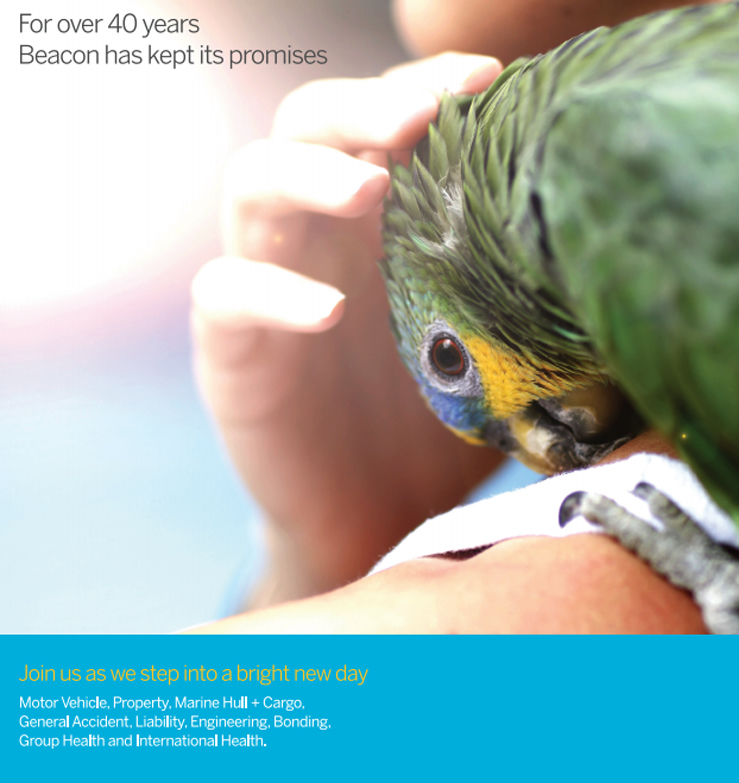 For over 40 years
Beacon has kept its promises
Join us as we step into a bright new day
Motor Vehicle, Property, Marine Hull + Cargo,
General Accident, Liability, Engineering, Bonding,
Group Health and International Health.